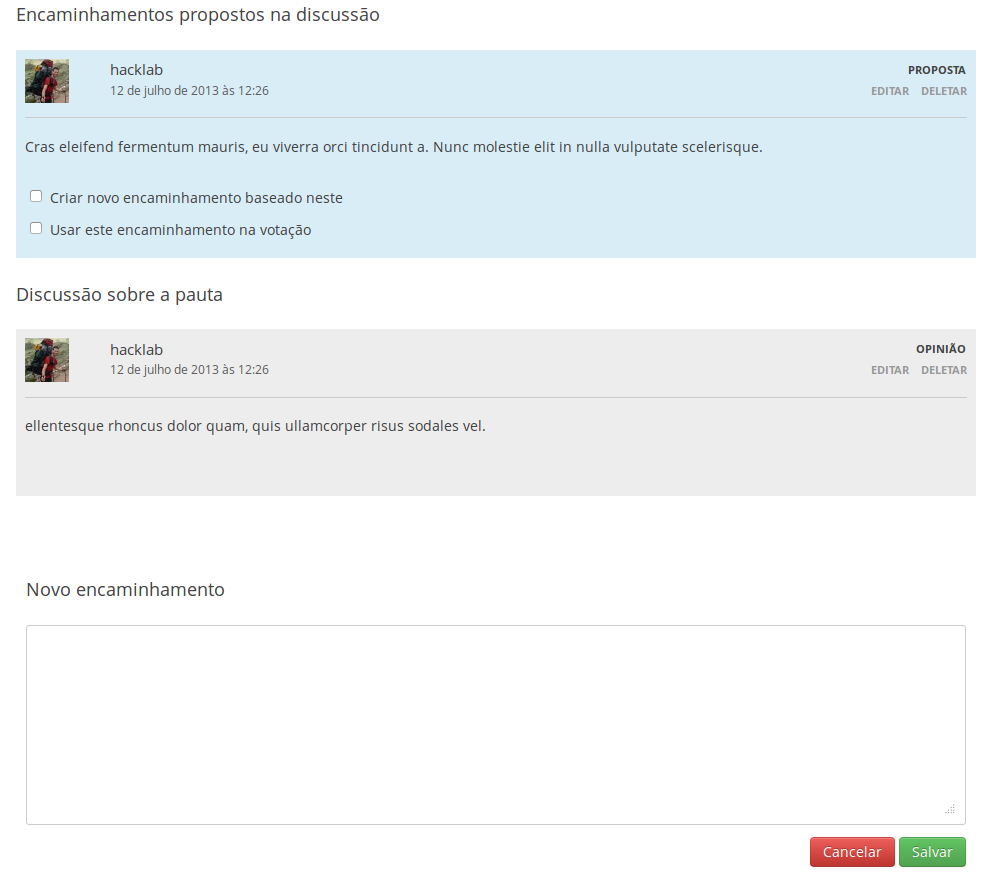 Encaminhamentos propostos na discussão
hacklab
PROPOSTA
12 de julho de 2013 às 12:26
EDITAR DELETAR
Cras eleifend fermentum mauris, eu viverra orci tincidunt a. Nunc molestie elit in nulla vulputate scelerisque.
Criar novo encaminhamento baseado neste
Usar este encaminhamento na votação
Discussão sobre a pauta
hacklab
OPINIÃO
12 de julho de 2013 às 12:26
EDITAR DELETAR
ellentesque rhoncus dolor quam, quis ullamcorper risus sodales vel.
Novo encaminhamento
Cancelar Salvar